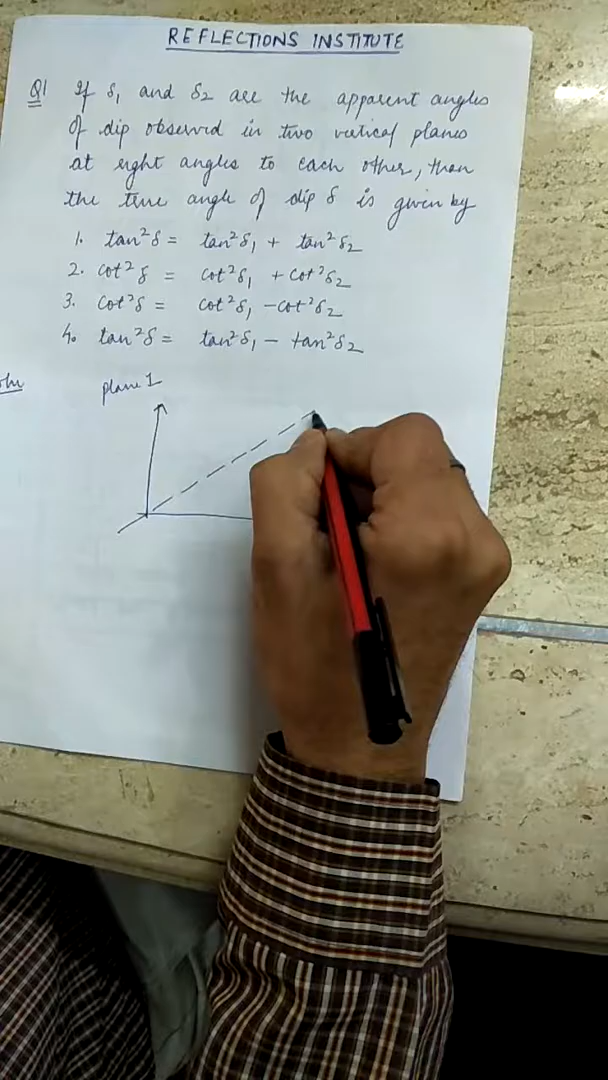 REFLECTIONS INSTITUTE
Q1 If δ₁ and δ2 are the apparent angles
of dip observed in two vertical planes
at right angles to each other, than
the true angle of dip δ is given by
1. tan²δ = tan²δ₁ + tan²δ₂
2. cot²δ = cot²δ₁ + cot²δ₂
3. cot²δ = cot²δ₁ - cot²δ₂
4. tan²δ = tan²δ₁ - tan²δ₂
plane 1